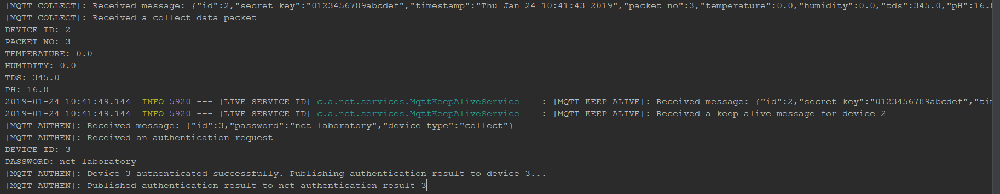 [MQTT_COLLECT]: Received message: {"id":2,"secret_key":"0123456789abcdef","timestamp":"Thu Jan 24 10:41:43 2019","packet_no":3,"temperature":0.0,"humidity":0.0,"tds":345.0,"pH":16.8
[MQTT_COLLECT]: Received a collect data packet
DEVICE ID: 2
PACKET_NO: 3
TEMPERATURE: 0.0
HUMIDITY: 0.0
TDS: 345.0
PH: 16.8
2019-01-24 10:41:49.144  INFO 5920 --- [LIVE_SERVICE_ID] c.a.nct.services.MqttKeepAliveService    : [MQTT_KEEP_ALIVE]: Received message: {"id":2,"secret_key":"0123456789abcdef","tim
2019-01-24 10:41:49.144  INFO 5920 --- [LIVE_SERVICE_ID] c.a.nct.services.MqttKeepAliveService    : [MQTT_KEEP_ALIVE]: Received a keep alive message for device_2
[MQTT_AUTHEN]: Received message: {"id":3,"password":"nct_laboratory","device_type":"collect"}
[MQTT_AUTHEN]: Received an authentication request
DEVICE ID: 3
PASSWORD: nct_laboratory
[MQTT_AUTHEN]: Device 3 authenticated successfully. Publishing authentication result to device 3...
[MQTT_AUTHEN]: Published authentication result to nct_authentication_result_3